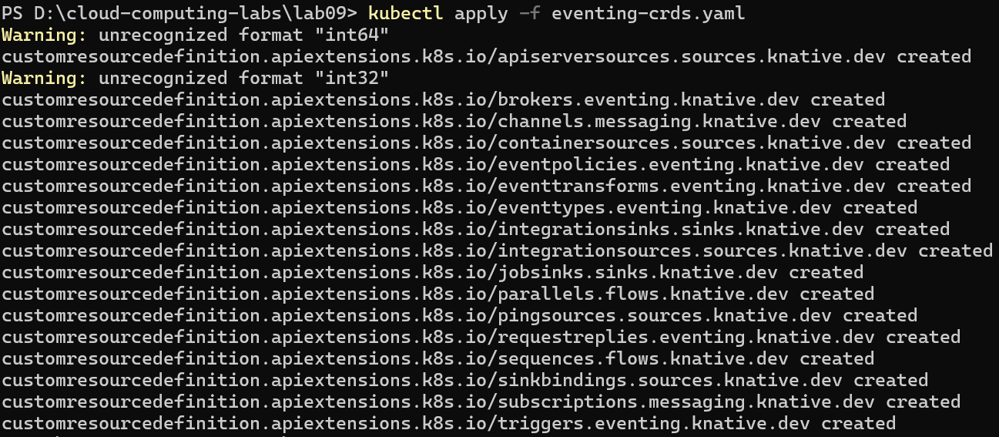 PS D:\cloud-computing-labs\lab09> kubectl apply -f eventing-crds.yaml
Warning: unrecognized format "int64"
customresourcedefinition.apiextensions.k8s.io/apiserversources.sources.knative.dev created
Warning: unrecognized format "int32"
customresourcedefinition.apiextensions.k8s.io/brokers.eventing.knative.dev created
customresourcedefinition.apiextensions.k8s.io/channels.messaging.knative.dev created
customresourcedefinition.apiextensions.k8s.io/containersources.sources.knative.dev created
customresourcedefinition.apiextensions.k8s.io/eventpolicies.eventing.knative.dev created
customresourcedefinition.apiextensions.k8s.io/eventtransforms.eventing.knative.dev created
customresourcedefinition.apiextensions.k8s.io/eventtypes.eventing.knative.dev created
customresourcedefinition.apiextensions.k8s.io/integrationsinks.sinks.knative.dev created
customresourcedefinition.apiextensions.k8s.io/integrationsources.sources.knative.dev created
customresourcedefinition.apiextensions.k8s.io/jobsinks.sinks.knative.dev created
customresourcedefinition.apiextensions.k8s.io/parallels.flows.knative.dev created
customresourcedefinition.apiextensions.k8s.io/pingsources.sources.knative.dev created
customresourcedefinition.apiextensions.k8s.io/requestreplies.eventing.knative.dev created
customresourcedefinition.apiextensions.k8s.io/sequences.flows.knative.dev created
customresourcedefinition.apiextensions.k8s.io/sinkbindings.sources.knative.dev created
customresourcedefinition.apiextensions.k8s.io/subscriptions.messaging.knative.dev created
customresourcedefinition.apiextensions.k8s.io/triggers.eventing.knative.dev created